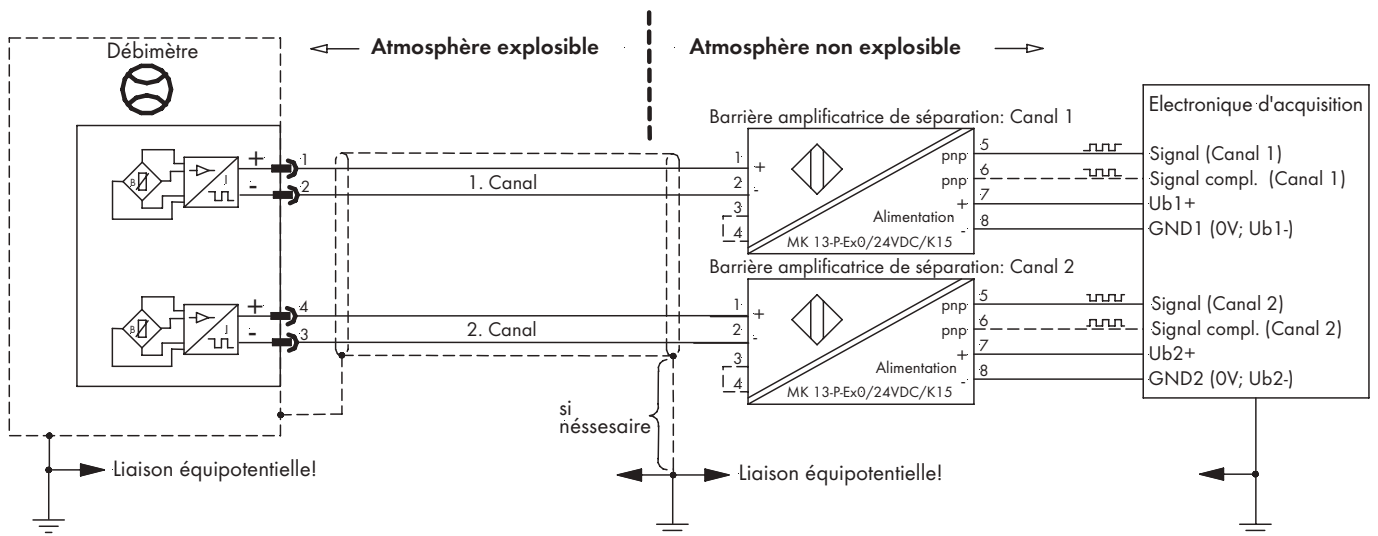 Débimètre
Atmosphère explosible
Atmosphère non explosible
Electronique d'acquisition
Barrière amplificatrice de séparation: Canal 1
+
-
1
2
1. Canal
1
2
3
4
+
-
pnp
pnp
+
-
Alimentation
MK 13-P-Ex0/24VDC/K15
5
6
7
8
Signal (Canal 1)
Signal compl. (Canal 1)
Ub1+
GND1 (0V; Ub1-)
Barrière amplificatrice de séparation: Canal 2
B
J
+
-
4
3
2. Canal
1
2
3
4
+
-
pnp
pnp
+
-
Alimentation
MK 13-P-Ex0/24VDC/K15
5
6
7
8
Signal (Canal 2)
Signal compl. (Canal 2)
Ub2+
GND2 (0V; Ub2-)
B
J
si
néssesaire
Liaison équipotentielle!
Liaison équipotentielle!